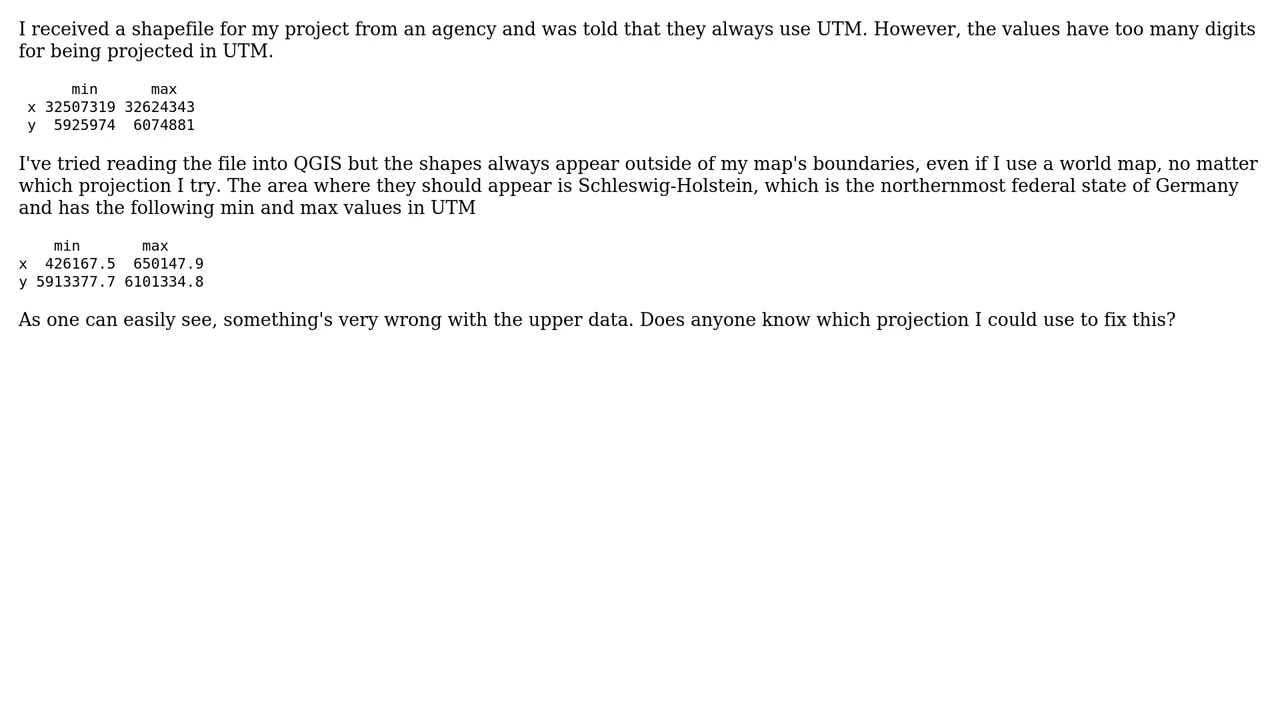 I received a shapefile for my project from an agency and was told that they always use UTM. However, the values have too many digits
for being projected in UTM.
min max
x 32507319 32624343
y 5925974 6074881
I've tried reading the file into QGIS but the shapes always appear outside of my map's boundaries, even if I use a world map, no matter
which projection I try. The area where they should appear is Schleswig-Holstein, which is the northernmost federal state of Germany
and has the following min and max values in UTM
min max
x 426167.5 650147.9
y 5913377.7 6101334.8
As one can easily see, something's very wrong with the upper data. Does anyone know which projection I could use to fix this?